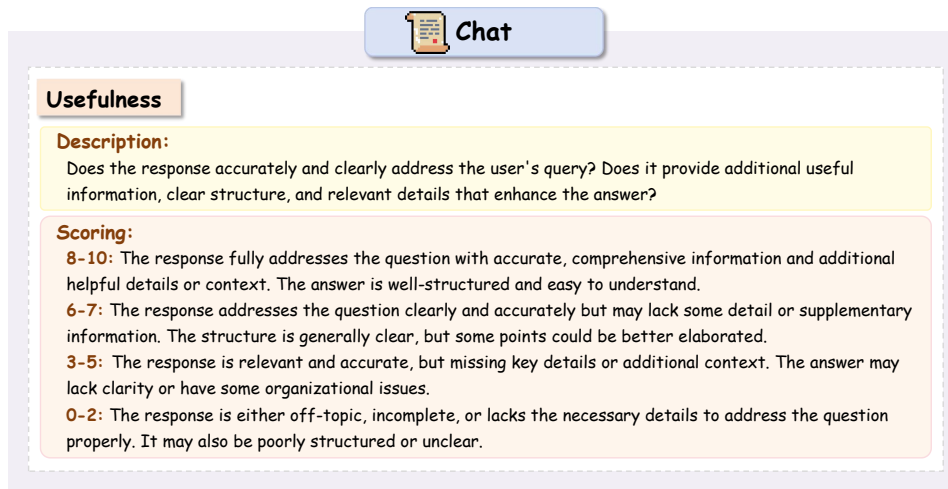 Chat
Usefulness
Description:
Does the response accurately and clearly address the user's query? Does it provide additional useful
information, clear structure, and relevant details that enhance the answer?
Scoring:
8-10: The response fully addresses the question with accurate, comprehensive information and additional
helpful details or context. The answer is well-structured and easy to understand.
6-7: The response addresses the question clearly and accurately but may lack some detail or supplementary
information. The structure is generally clear, but some points could be better elaborated.
3-5: The response is relevant and accurate, but missing key details or additional context. The answer may
lack clarity or have some organizational issues.
0-2: The response is either off-topic, incomplete, or lacks the necessary details to address the question
properly. It may also be poorly structured or unclear.